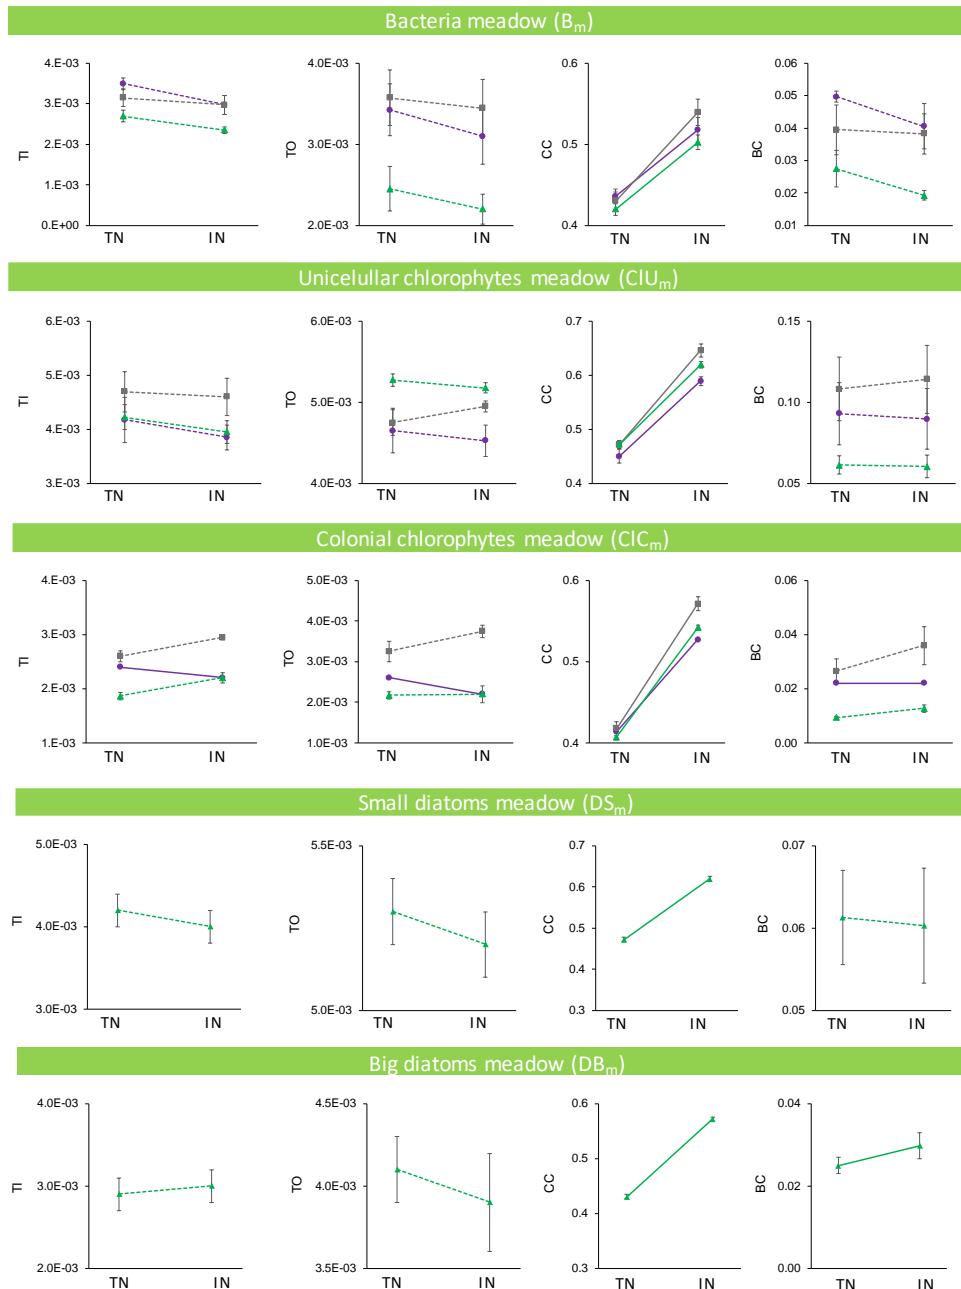 Bacteria meadow (Bm)
TI
4.E-03
3.E-03
2.E-03
1.E-03
0.E+00
TN IN
TO
4.E-03
3.E-03
2.E-03
TN IN
CC
0.6
0.5
0.4
TN IN
BC
0.06
0.05
0.04
0.03
0.02
0.01
TN IN
Unicelullar chlorophytes meadow (ClUm)
TI
6.E-03
5.E-03
4.E-03
3.E-03
TN IN
TO
6.E-03
5.E-03
4.E-03
TN IN
CC
0.7
0.6
0.5
0.4
TN IN
BC
0.15
0.10
0.05
TN IN
Colonial chlorophytes meadow (ClCm)
TI
4.E-03
3.E-03
2.E-03
1.E-03
TN IN
TO
5.E-03
4.E-03
3.E-03
2.E-03
1.E-03
TN IN
CC
0.6
0.5
0.4
TN IN
BC
0.06
0.04
0.02
0.00
TN IN
Small diatoms meadow (DSm)
TI
5.0E-03
4.0E-03
3.0E-03
TN IN
TO
5.5E-03
5.0E-03
TN IN
CC
0.7
0.6
0.5
0.4
0.3
TN IN
BC
0.07
0.06
0.05
TN IN
Big diatoms meadow (DBm)
TI
4.0E-03
3.0E-03
2.0E-03
TN IN
TO
4.5E-03
4.0E-03
3.5E-03
TN IN
CC
0.6
0.5
0.4
0.3
TN IN
BC
0.04
0.02
0.00
TN IN